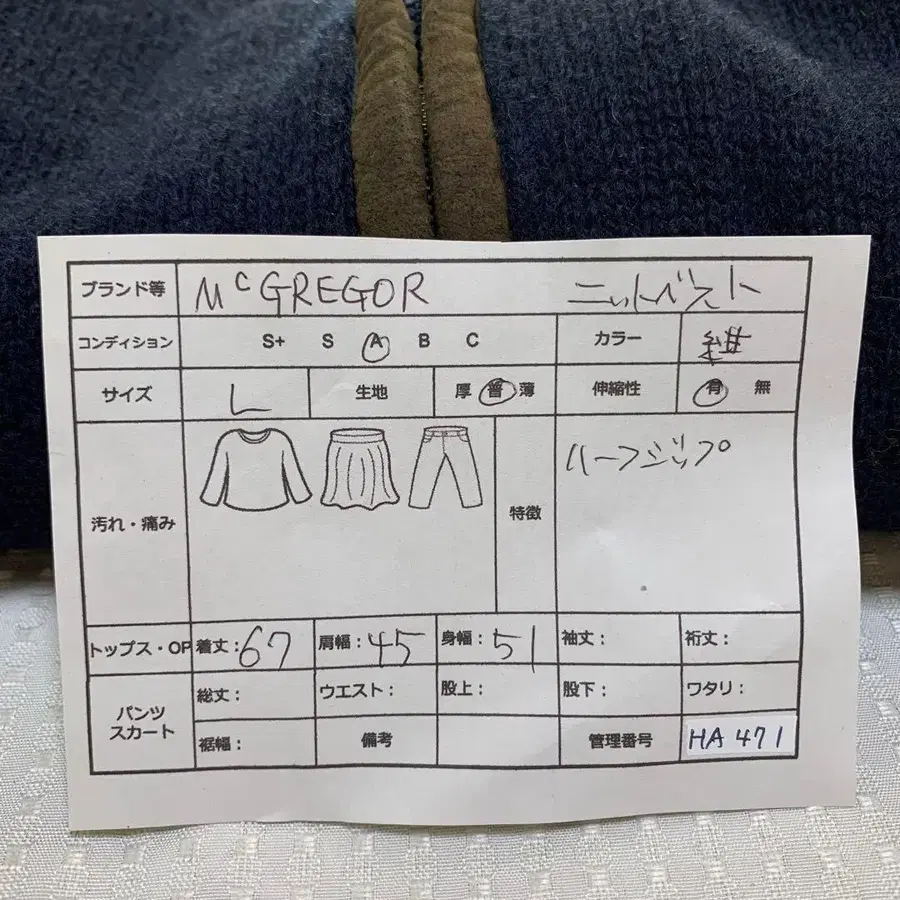 ブランド等 McGREGOR ニットベスト
コンディション S+ S A B C カラー 紺
サイズ L 生地 厚 普 薄 伸縮性 有 無
汚れ・痛み 特徴 ハーフジップ
トップス・OP 着丈：67 肩幅：45 身幅：51 袖丈： 裄丈：
パンツ スカート 総丈： ウエスト： 股上： 股下： ワタリ：
裾幅： 備考 管理番号 HA 471